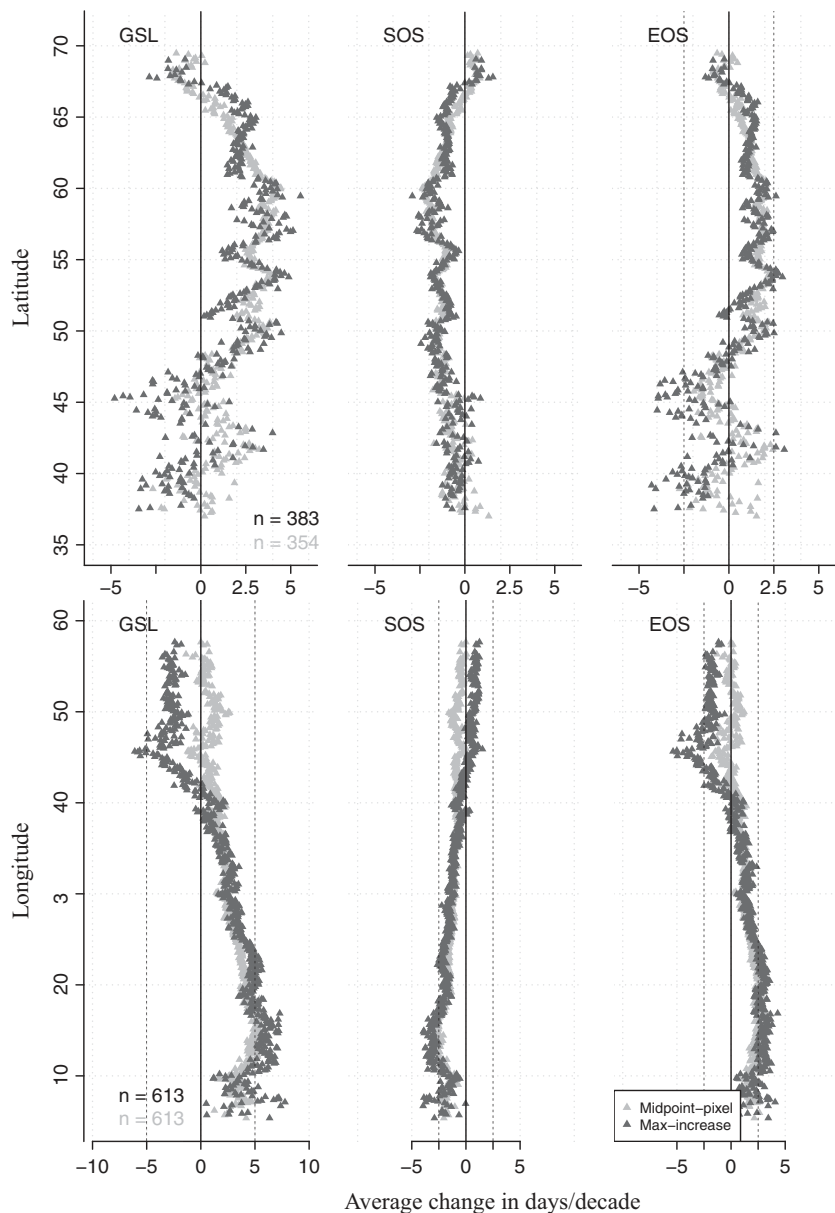 GSL SOS EOS
70
65
60
55
50
45
40
35
Latitude
n = 383
n = 354
−5 0 2.5 5 −5 0 2.5 5 −5 0 2.5 5
GSL SOS EOS
60
50
40
3
20
10
Longitude
n = 613
n = 613
Midpoint−pixel
Max−increase
−10 −5 0 5 10 −5 0 5 −5 0 5
Average change in days/decade